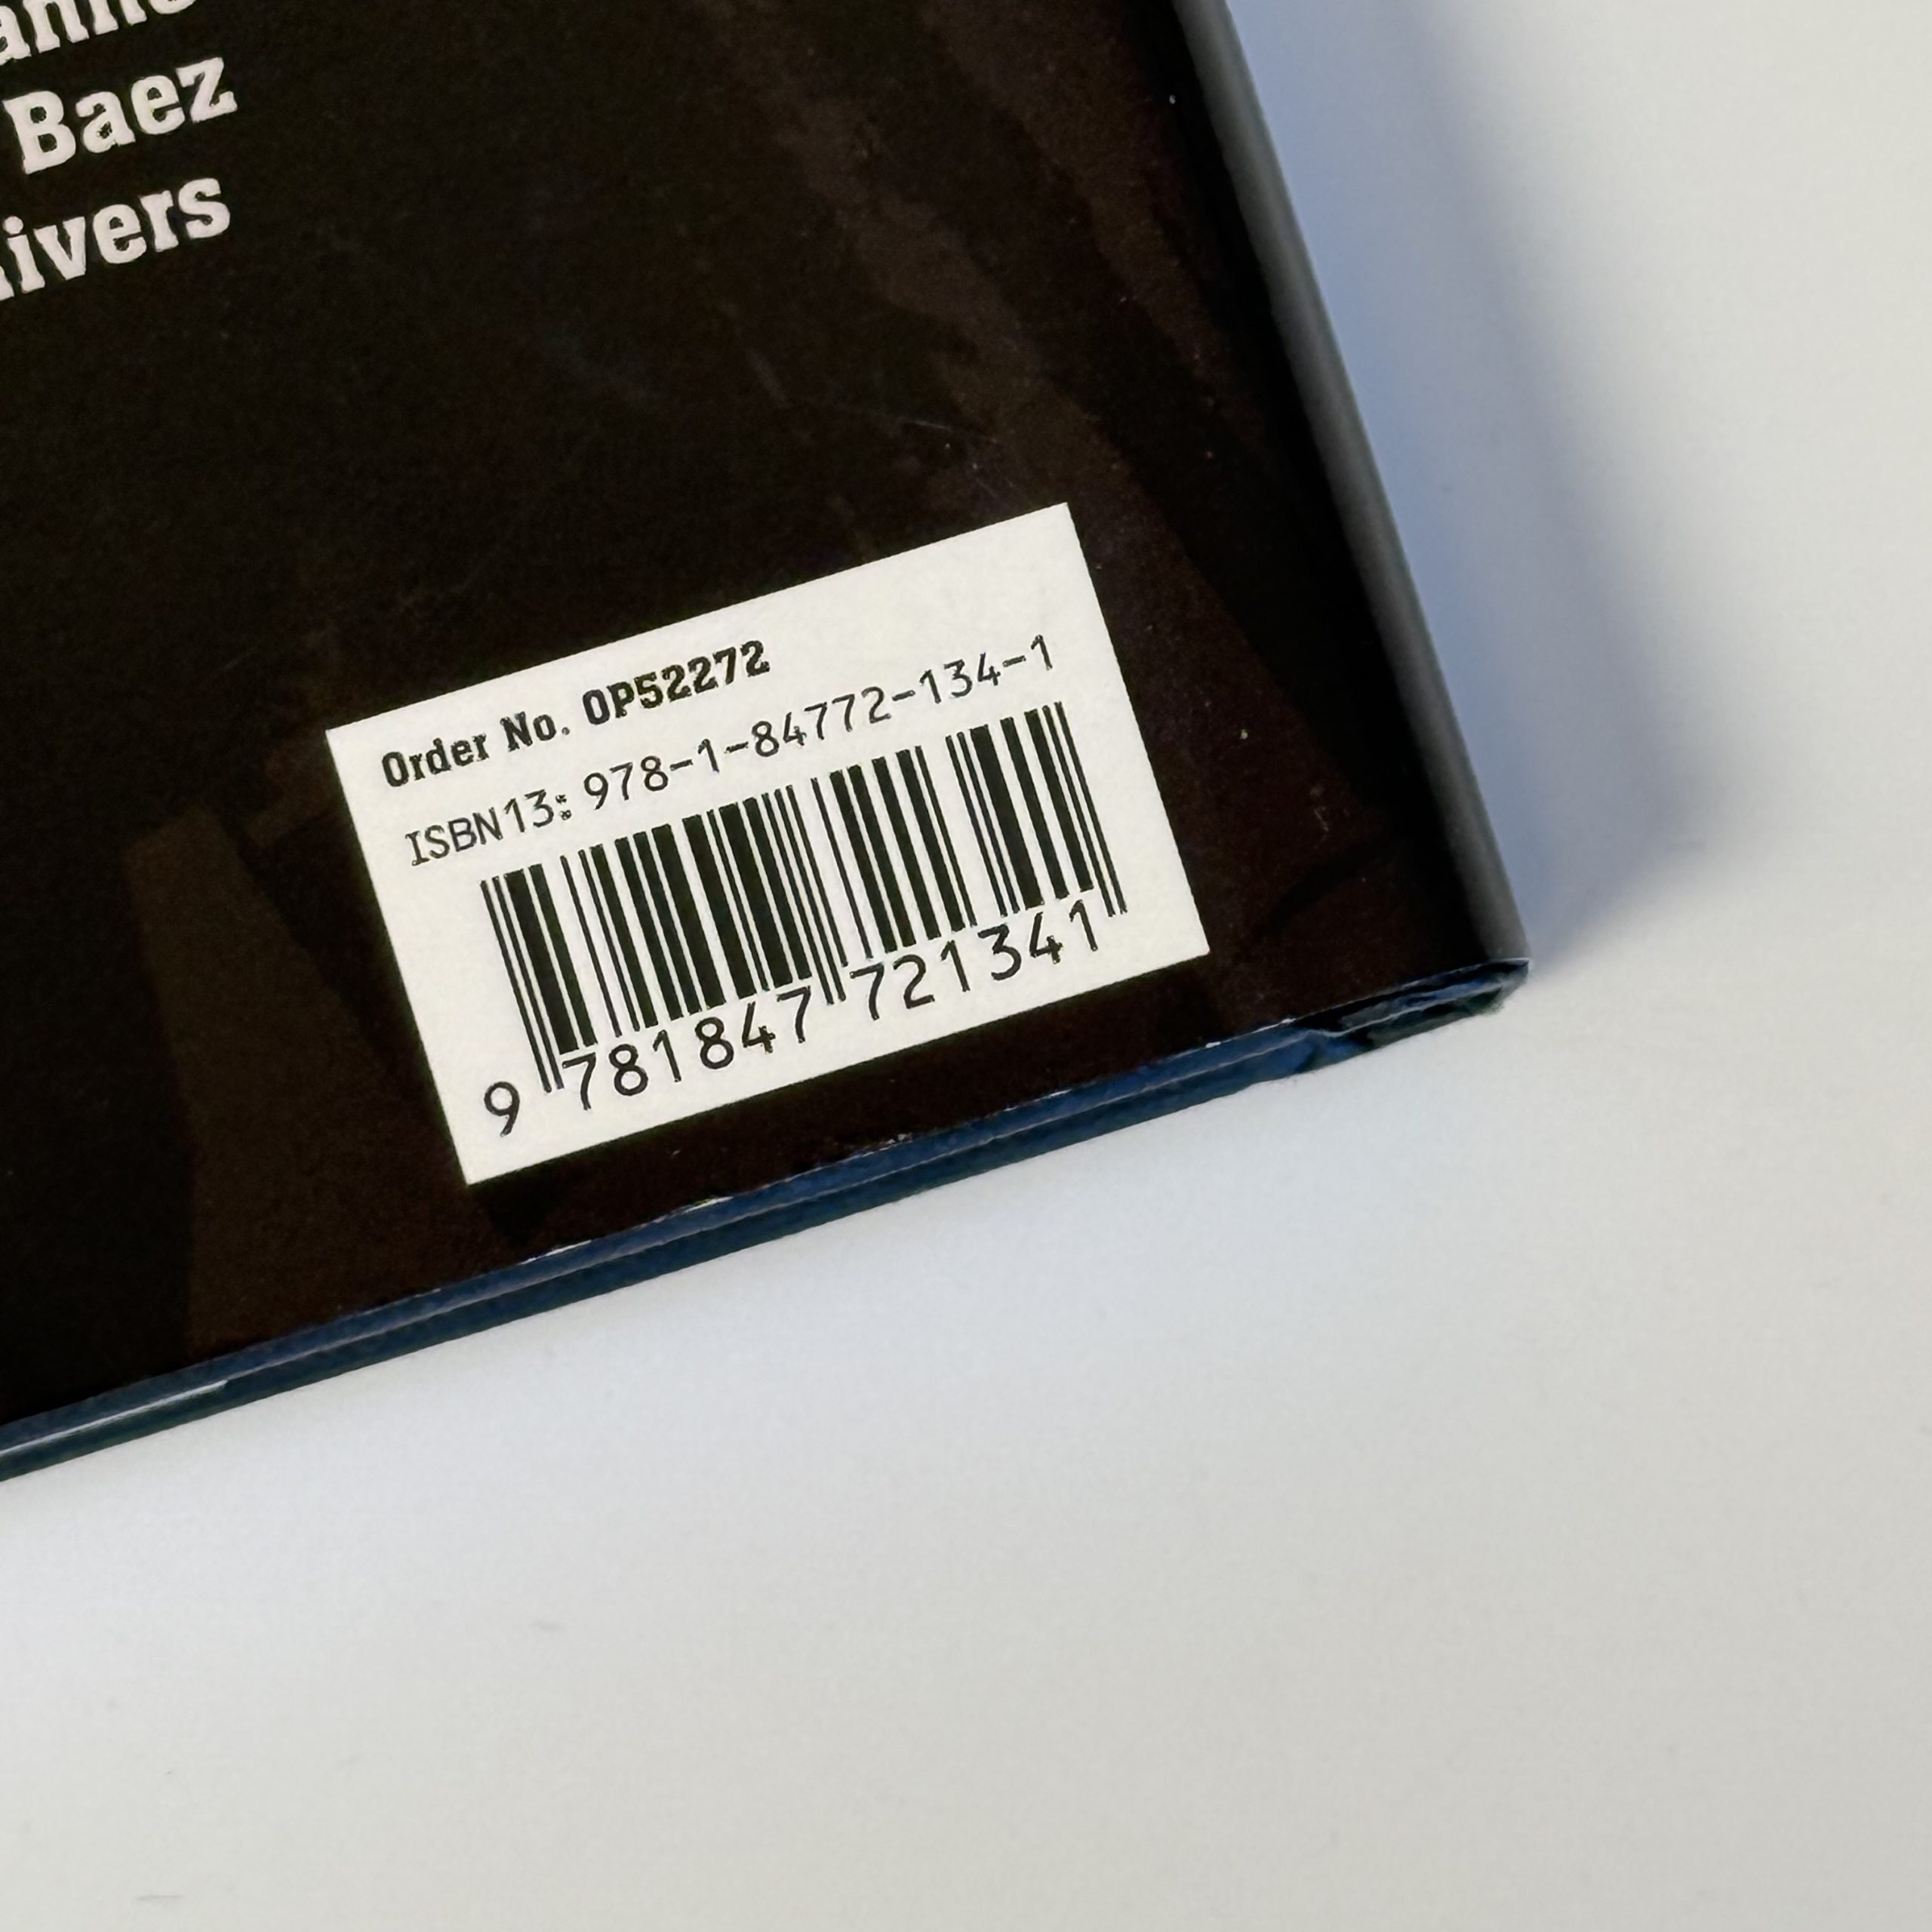 Baez
Order No. OP52272
ISBN13: 978-1-84772-134-1
9 781847 721341